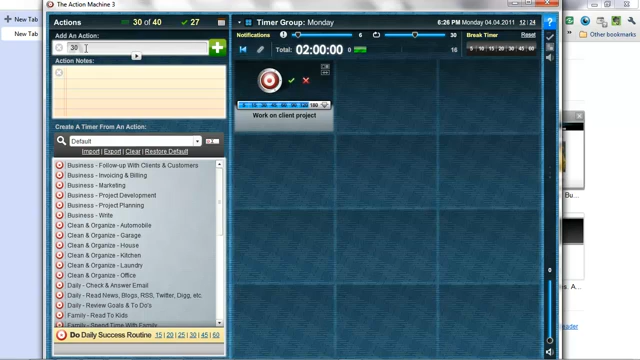 The Action Machine 3
New Tab
New Tab
Other bookmarks
Actions 30 of 40 27
Timer Group: Monday 6:26 PM Monday 04.04.2011 12 | 24
Add An Action:
30
Notifications 6 30 Break Timer Reset
Total: 02:00:00 0 16 5 10 15 20 30 45 60
Action Notes:
180
Work on client project
Create A Timer From An Action:
Default
Import | Export | Clear | Restore Default
Business - Follow-up With Clients & Customers
Business - Invoicing & Billing
Business - Marketing
Business - Project Development
Business - Project Planning
Business - Write
Clean & Organize - Automobile
Clean & Organize - Garage
Clean & Organize - House
Clean & Organize - Kitchen
Clean & Organize - Laundry
Clean & Organize - Office
Daily - Check & Answer Email
Daily - Read News, Blogs, RSS, Twitter, Digg, etc.
Daily - Review Goals & To Do's
Family - Read To Kids
Family - Spend Time With Family
Do Daily Success Routine 15 | 20 | 25 | 30 | 45 | 60
0